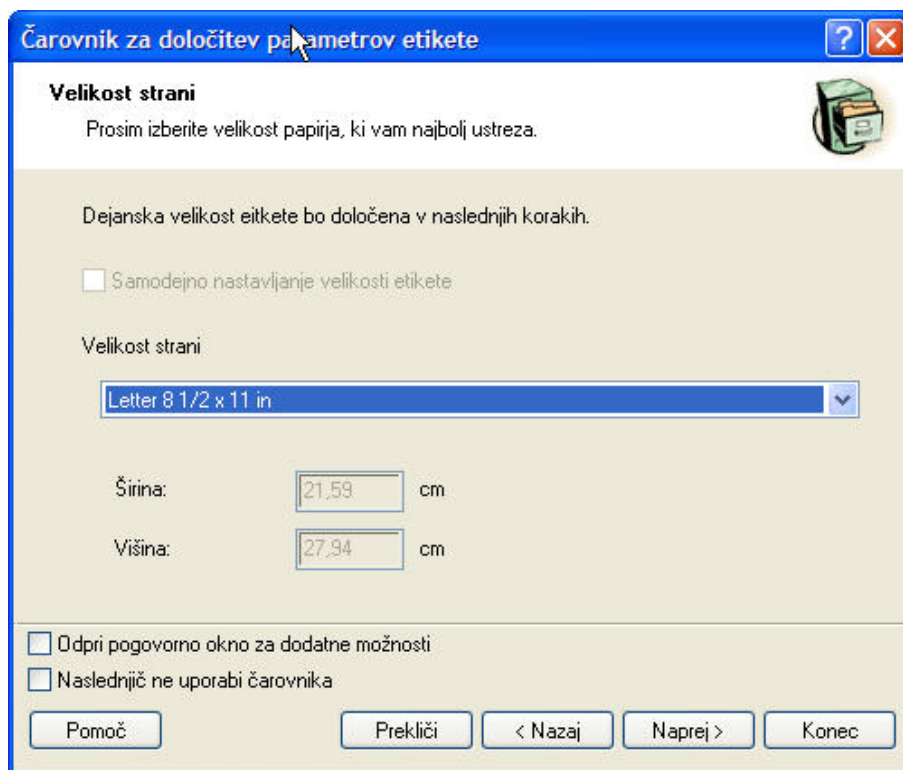 Čarovnik za določitev parametrov etikete
Velikost strani
Prosim izberite velikost papirja, ki vam najbolj ustreza.
Dejanska velikost eitkete bo določena v naslednjih korakih.
Samodejno nastavljanje velikosti etikete
Velikost strani
Letter 8 1/2 x 11 in
Širina: 21,59 cm
Višina: 27,94 cm
Odpri pogovorno okno za dodatne možnosti
Naslednjič ne uporabi čarovnika
Pomoč Prekliči < Nazaj Naprej > Konec